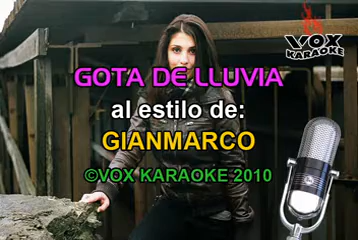 VOX
KARAOKE
GOTA DE LLUVIA
al estilo de:
GIANMARCO
©VOX KARAOKE 2010